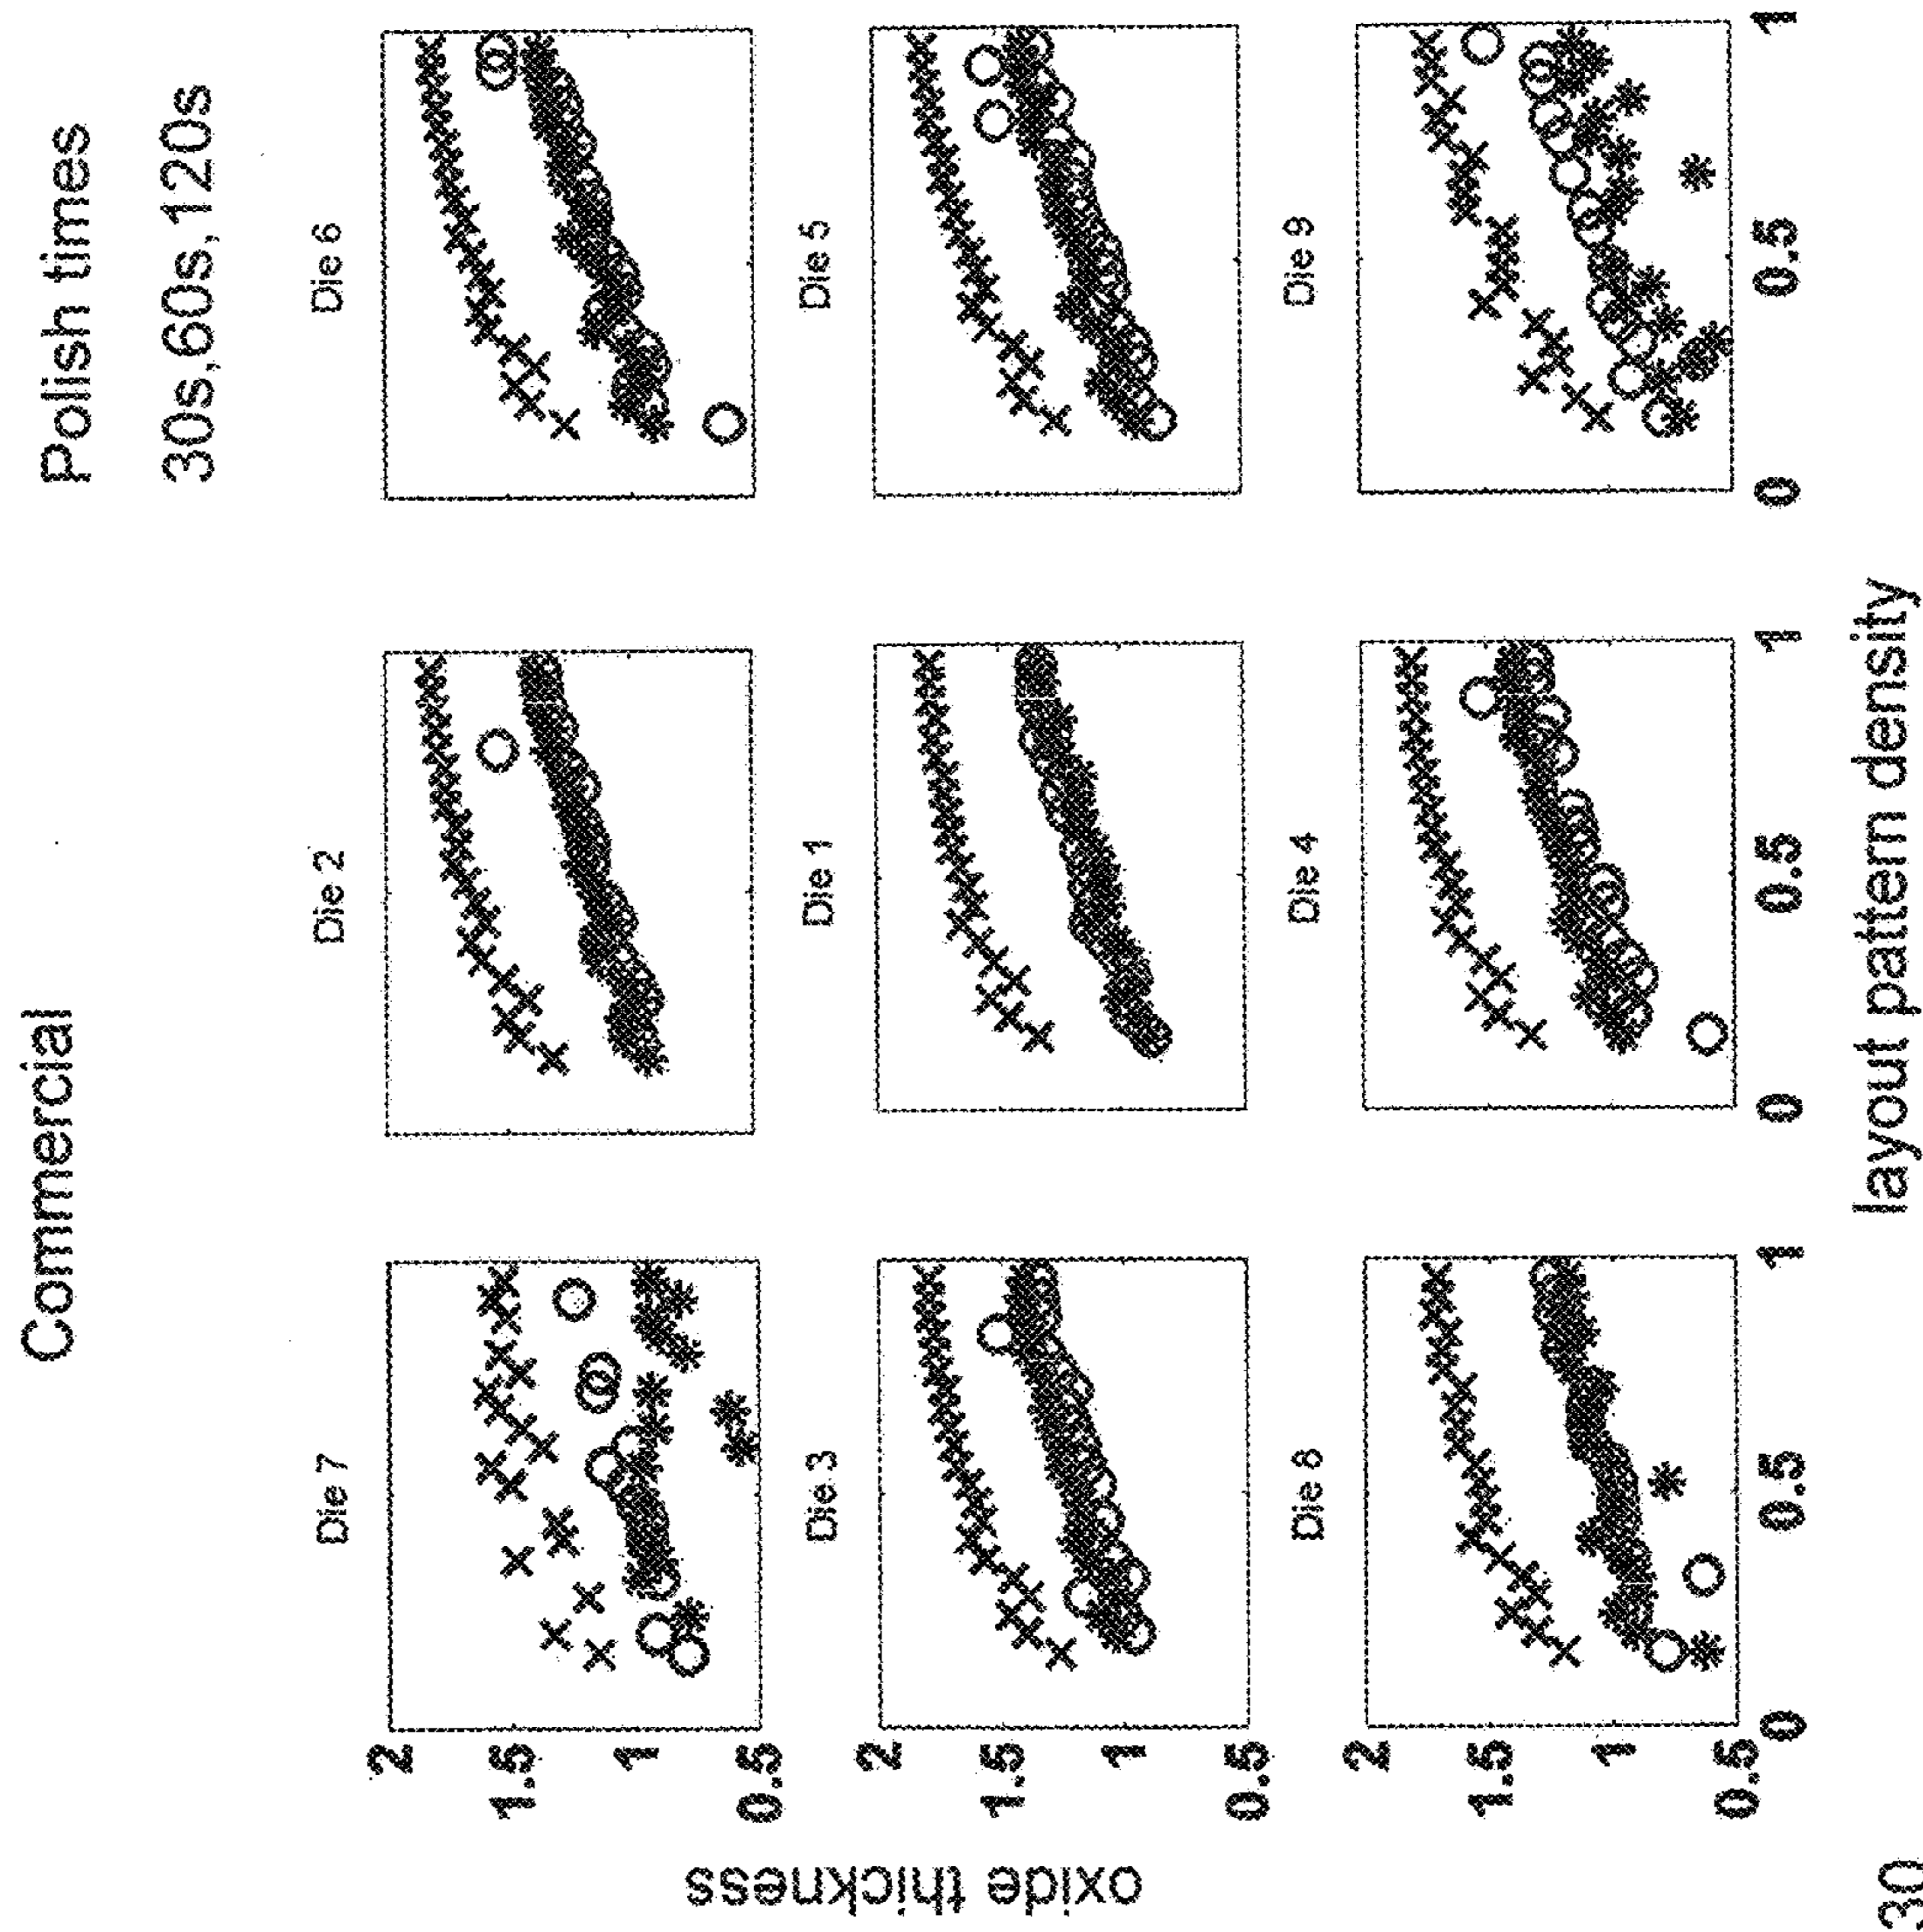 Commercial
Polish times
30s,60s,120s
Die 7
Die 2
Die 6
2
1.5
1
0.5
Die 3
Die 1
Die 5
2
1.5
1
0.5
Die 8
Die 4
Die 9
2
1.5
1
0.5
0 0.5 1
0 0.5 1
0 0.5 1
oxide thickness
layout pattern density
30